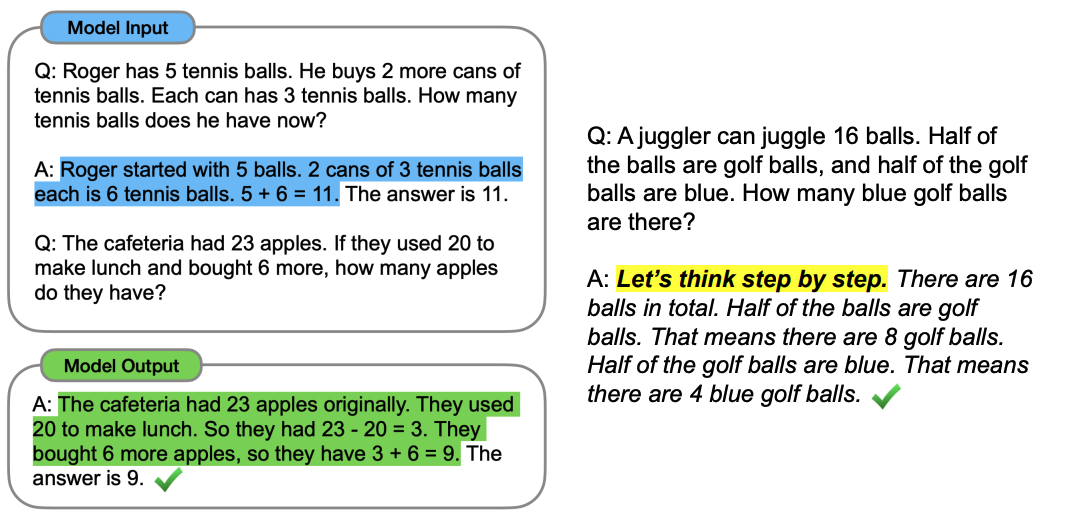 Model Input
Q: Roger has 5 tennis balls. He buys 2 more cans of
tennis balls. Each can has 3 tennis balls. How many
tennis balls does he have now?
A: Roger started with 5 balls. 2 cans of 3 tennis balls
each is 6 tennis balls. 5 + 6 = 11. The answer is 11.
Q: The cafeteria had 23 apples. If they used 20 to
make lunch and bought 6 more, how many apples
do they have?
Model Output
A: The cafeteria had 23 apples originally. They used
20 to make lunch. So they had 23 - 20 = 3. They
bought 6 more apples, so they have 3 + 6 = 9. The
answer is 9.
Q: A juggler can juggle 16 balls. Half of
the balls are golf balls, and half of the golf
balls are blue. How many blue golf balls
are there?
A: Let’s think step by step. There are 16
balls in total. Half of the balls are golf
balls. That means there are 8 golf balls.
Half of the golf balls are blue. That means
there are 4 blue golf balls.